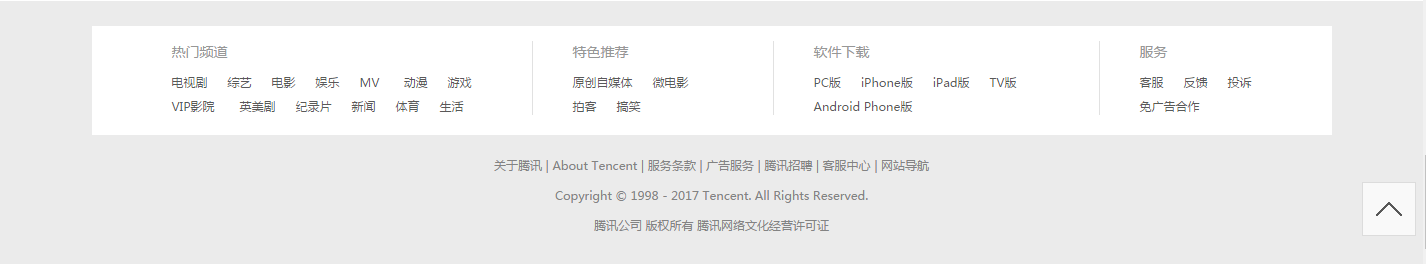 热门频道
电视剧 综艺 电影 娱乐 MV 动漫 游戏
VIP影院 英美剧 纪录片 新闻 体育 生活
特色推荐
原创自媒体 微电影
拍客 搞笑
软件下载
PC版 iPhone版 iPad版 TV版
Android Phone版
服务
客服 反馈 投诉
免广告合作
关于腾讯 | About Tencent | 服务条款 | 广告服务 | 腾讯招聘 | 客服中心 | 网站导航
Copyright © 1998 - 2017 Tencent. All Rights Reserved.
腾讯公司 版权所有 腾讯网络文化经营许可证